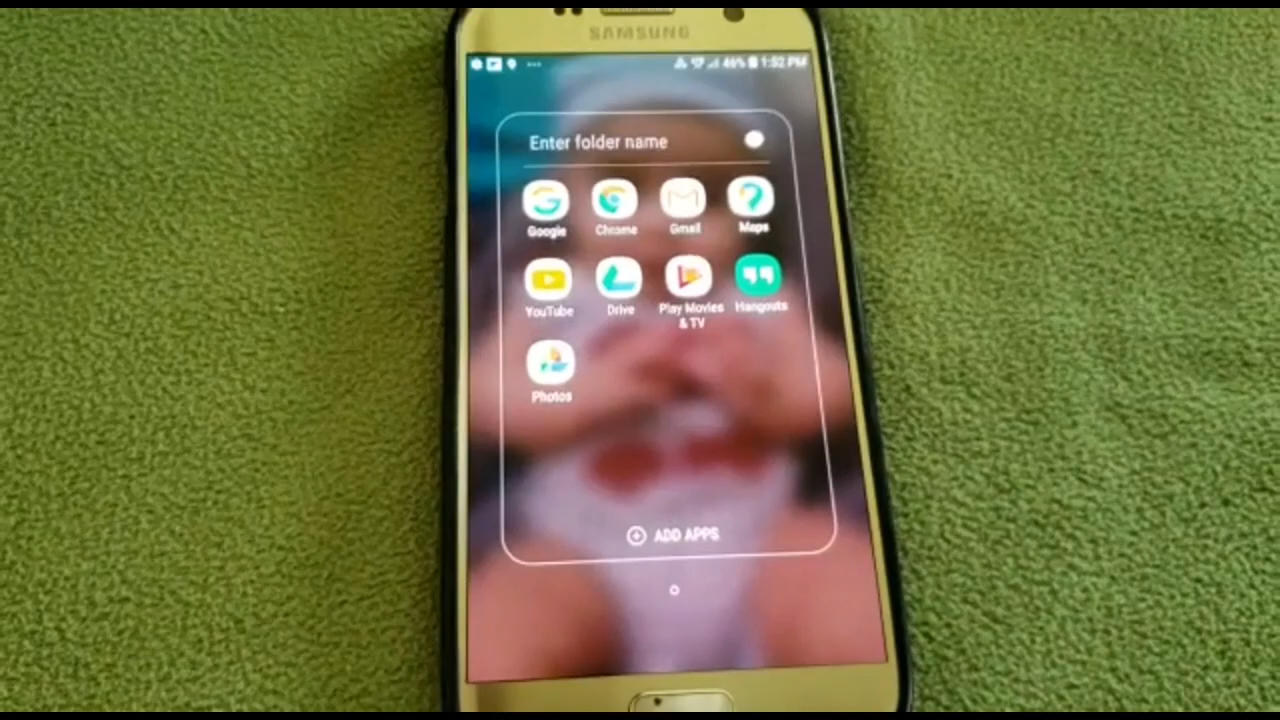 SAMSUNG
46% 1:52 PM
Enter folder name
Google Chrome Gmail Maps
YouTube Drive Play Movies & TV Hangouts
Photos
ADD APPS